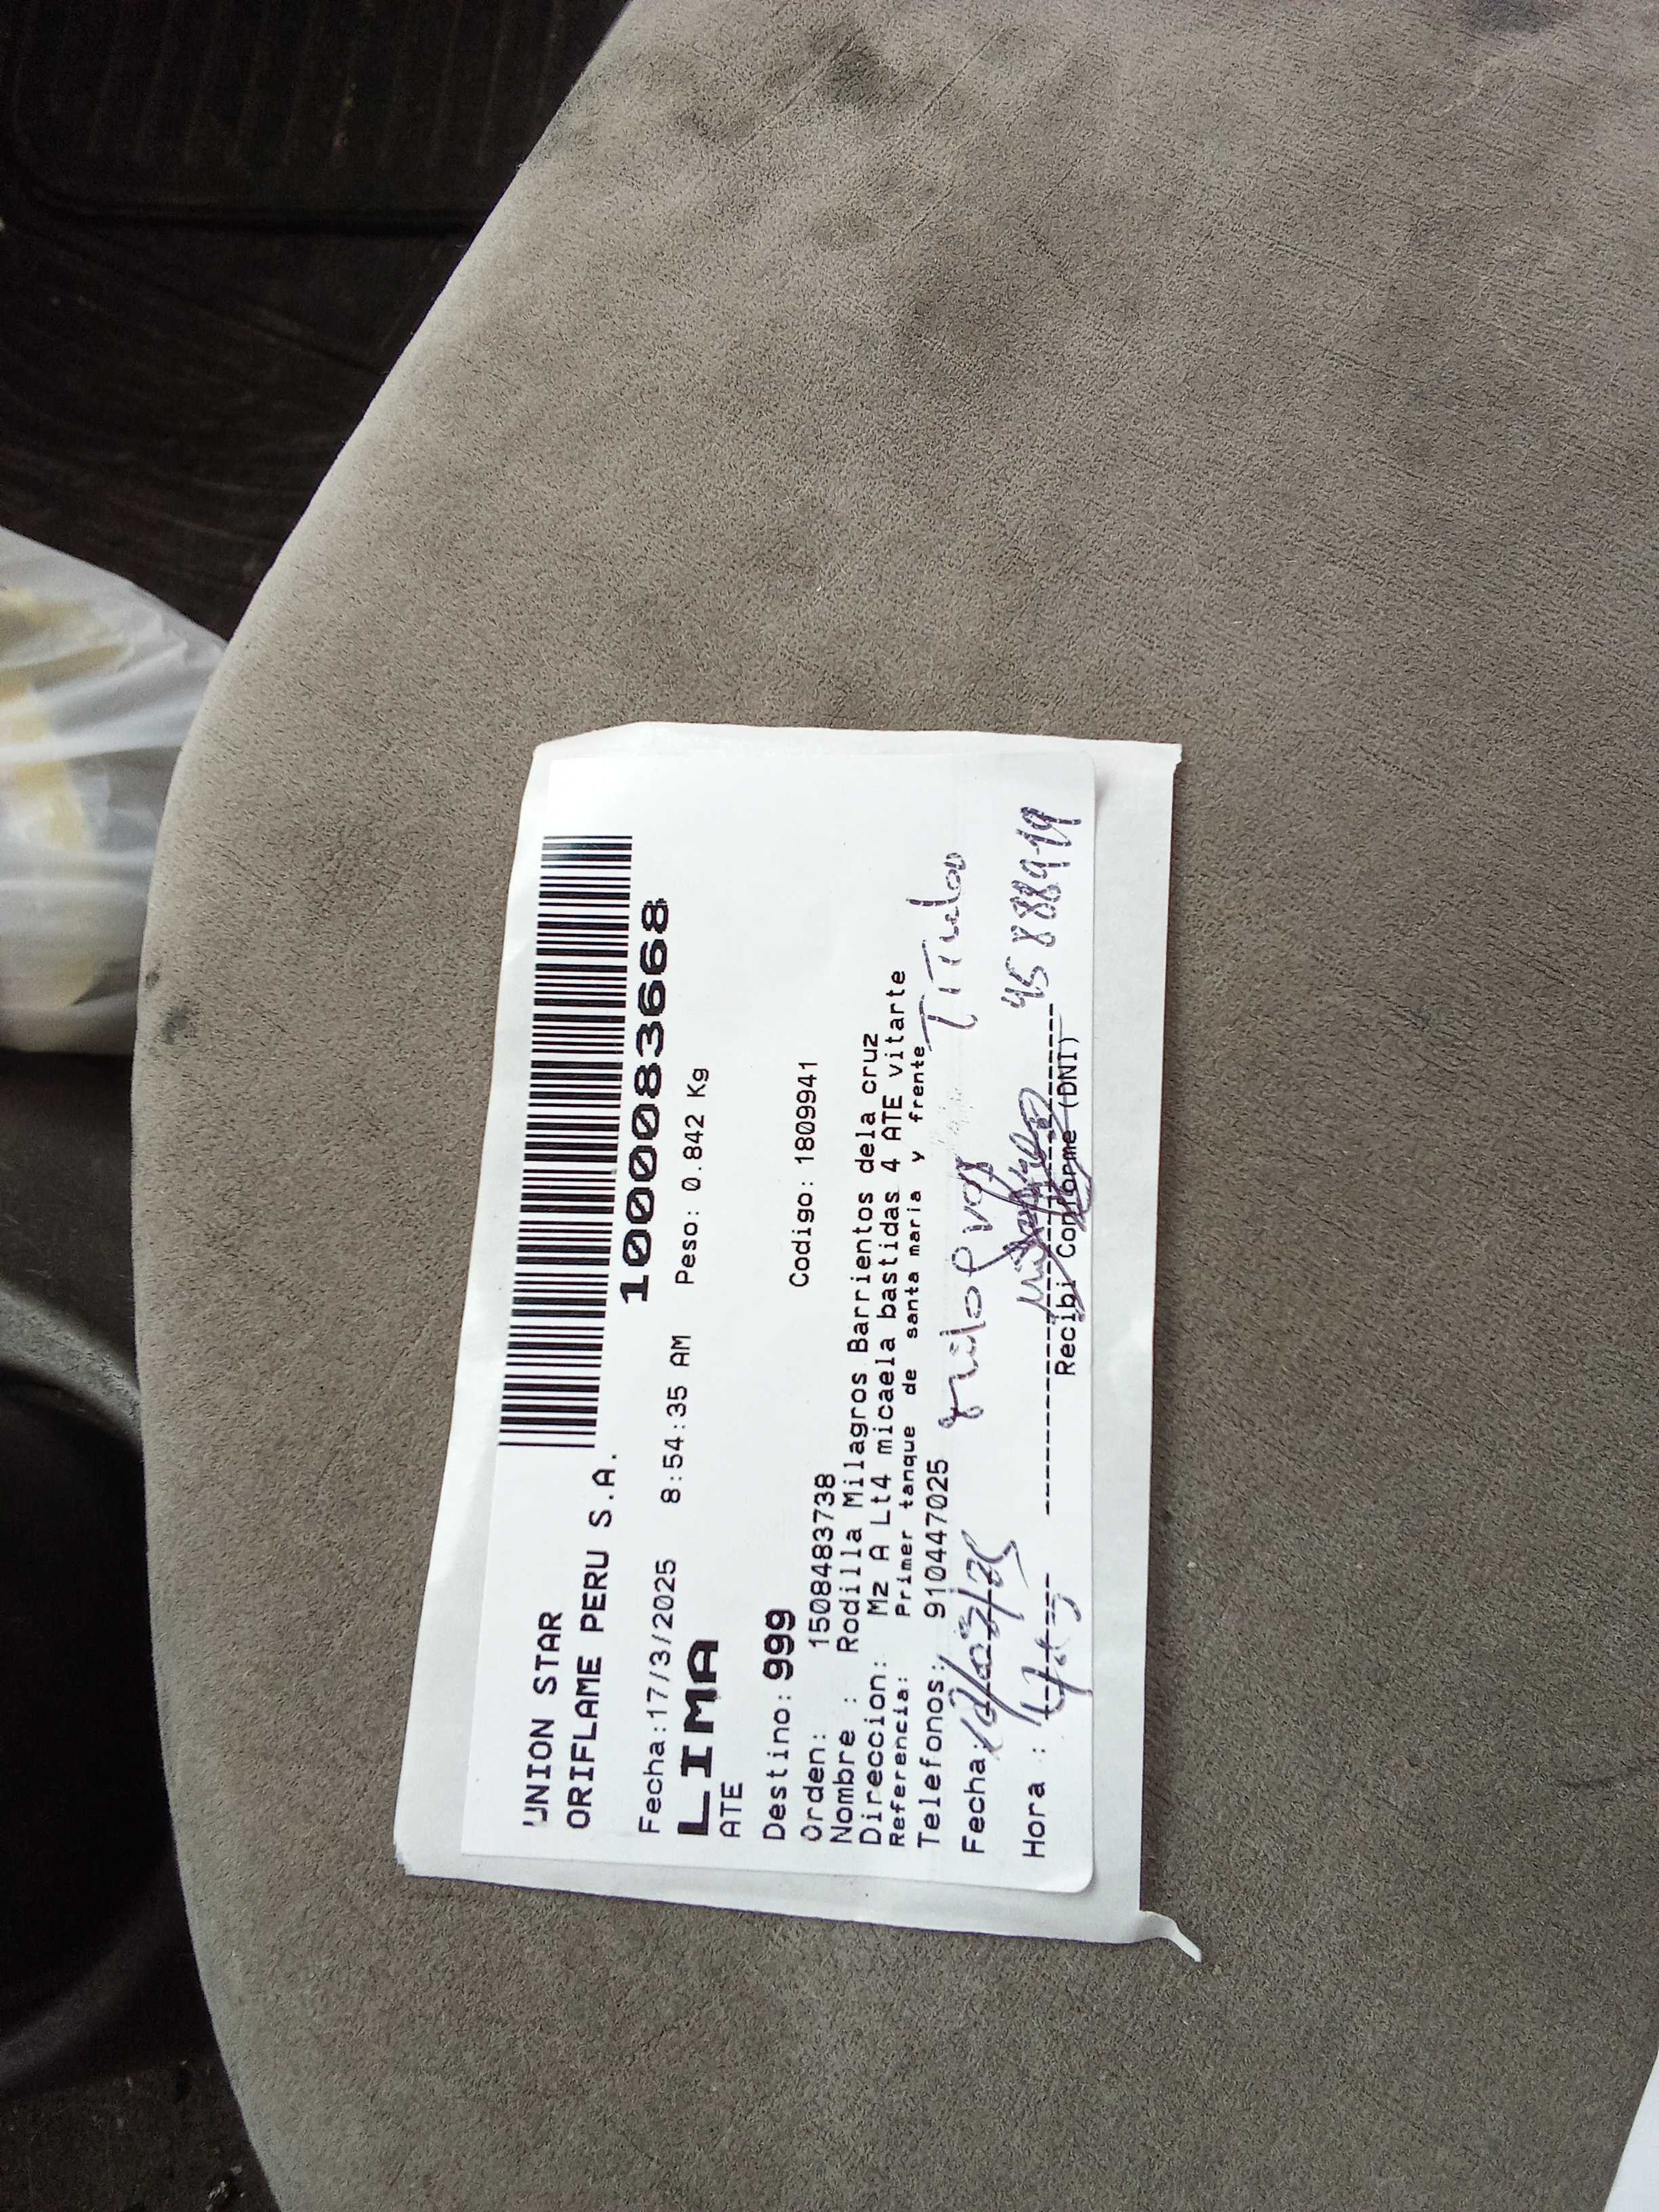 UNION STAR
ORIFLAME PERU S.A.
1000083668
Fecha:17/3/2025 8:54:35 AM Peso: 0.842 Kg
LIMA
ATE
Destino:999
Orden: 1508483738 Codigo: 1809941
Nombre : Rodilla Milagros Barrientos dela cruz
Direccion: Mz A Lt4 micaela bastidas 4 ATE vitarte
Referencia: Primer tanque de santa maria y frente
Telefonos: 910447025
Titular
Fecha:
Hora :
45888919
Recibi Conforme (DNI)